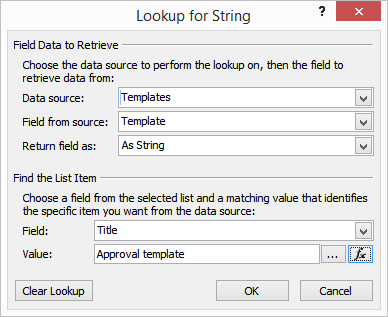 Lookup for String
?
Field Data to Retrieve
Choose the data source to perform the lookup on, then the field to
retrieve data from:
Data source: Templates
Field from source: Template
Return field as: As String
Find the List Item
Choose a field from the selected list and a matching value that identifies
the specific item you want from the data source:
Field: Title
Value: Approval template ... fx
Clear Lookup OK Cancel